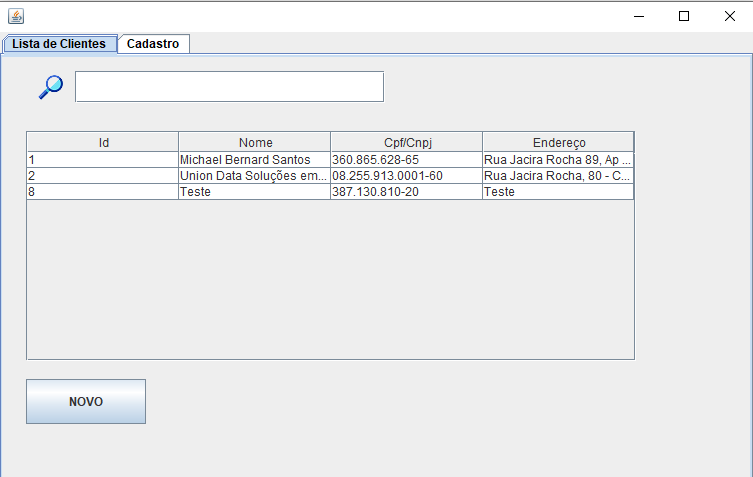 Lista de Clientes Cadastro
Id Nome Cpf/Cnpj Endereço
1 Michael Bernard Santos 360.865.628-65 Rua Jacira Rocha 89, Ap ...
2 Union Data Soluções em... 08.255.913.0001-60 Rua Jacira Rocha, 80 - C...
8 Teste 387.130.810-20 Teste
NOVO